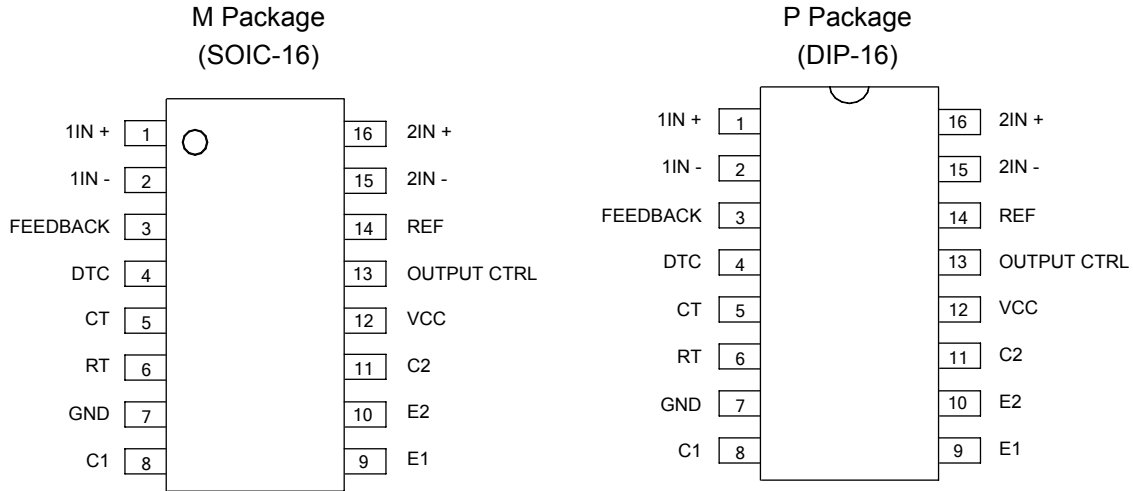 M Package
(SOIC-16)
1IN + 1 16 2IN +
1IN - 2 15 2IN -
FEEDBACK 3 14 REF
DTC 4 13 OUTPUT CTRL
CT 5 12 VCC
RT 6 11 C2
GND 7 10 E2
C1 8 9 E1
P Package
(DIP-16)
1IN + 1 16 2IN +
1IN - 2 15 2IN -
FEEDBACK 3 14 REF
DTC 4 13 OUTPUT CTRL
CT 5 12 VCC
RT 6 11 C2
GND 7 10 E2
C1 8 9 E1